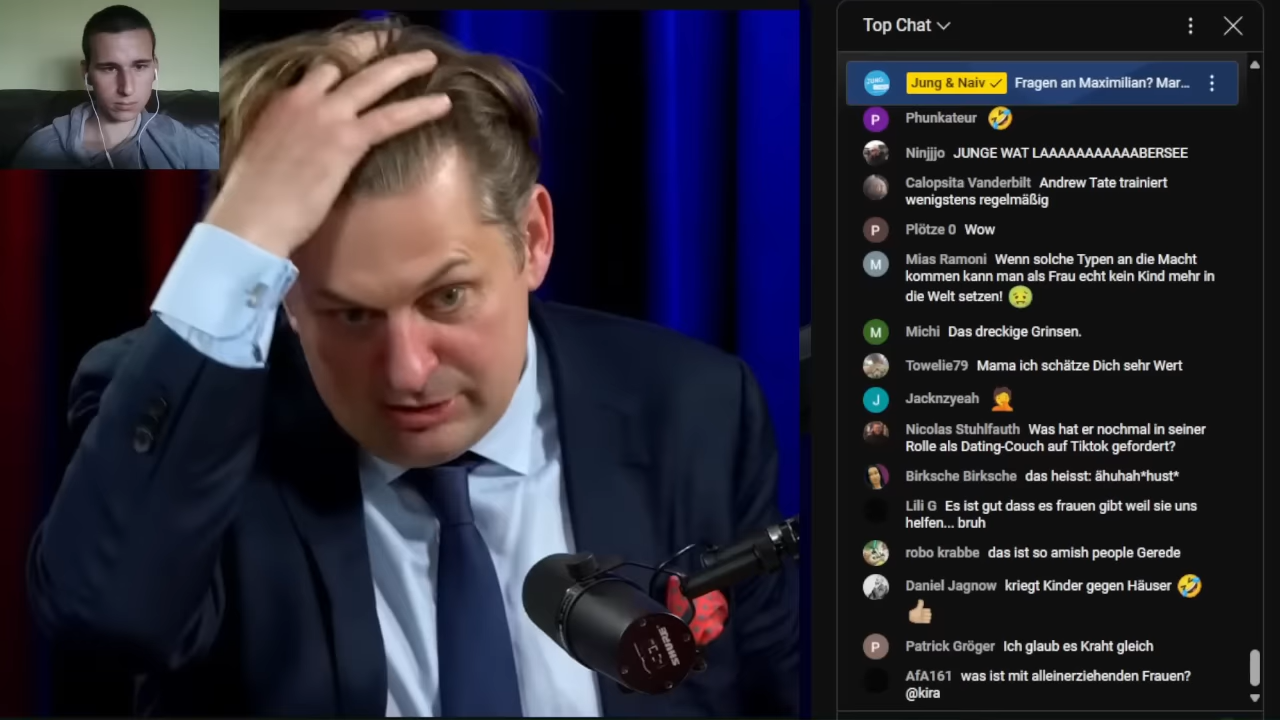 Top Chat
Jung & Naiv Fragen an Maximilian? Mar...
P Phunkateur 🤣
Ninjjjo JUNGE WAT LAAAAAAAAAAABERSEE
Calopsita Vanderbilt Andrew Tate trainiert
wenigstens regelmäßig
P Plötze 0 Wow
M Mias Ramoni Wenn solche Typen an die Macht
kommen kann man als Frau echt kein Kind mehr in
die Welt setzen! 🤢
M Michi Das dreckige Grinsen.
Towelie79 Mama ich schätze Dich sehr Wert
J Jacknzyeah 🤦
Nicolas Stuhlfauth Was hat er nochmal in seiner
Rolle als Dating-Couch auf Tiktok gefordert?
Birksche Birksche das heisst: ähuhah*hust*
Lili G Es ist gut dass es frauen gibt weil sie uns
helfen... bruh
robo krabbe das ist so amish people Gerede
Daniel Jagnow kriegt Kinder gegen Häuser 🤣
👍🏼
P Patrick Gröger Ich glaub es Kraht gleich
AfA161 was ist mit alleinerziehenden Frauen?
@kira
SHURE